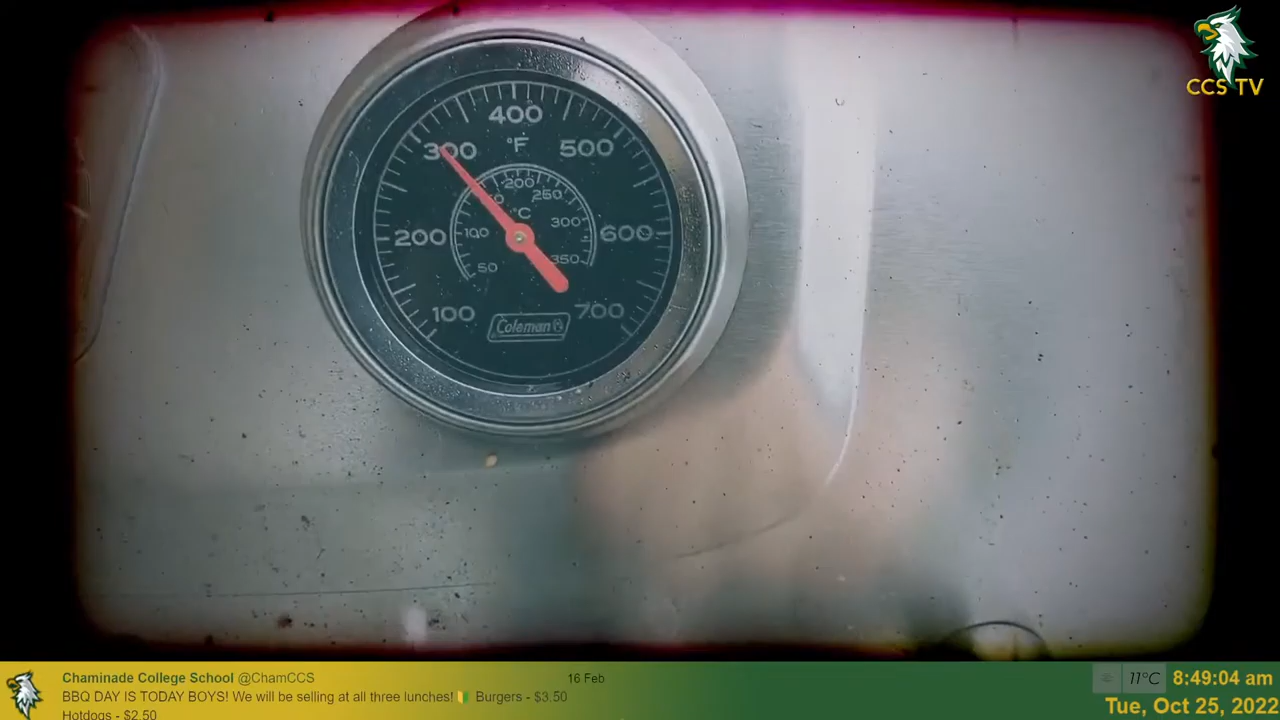 CCS TV
400
300
°F
500
200
250
°C
300
100
200
600
50
350
100
700
Coleman
Chaminade College School @ChamCCS
16 Feb
BBQ DAY IS TODAY BOYS! We will be selling at all three lunches! Burgers - $3.50
Hotdogs - $2.50
11°C
8:49:04 am
Tue, Oct 25, 2022